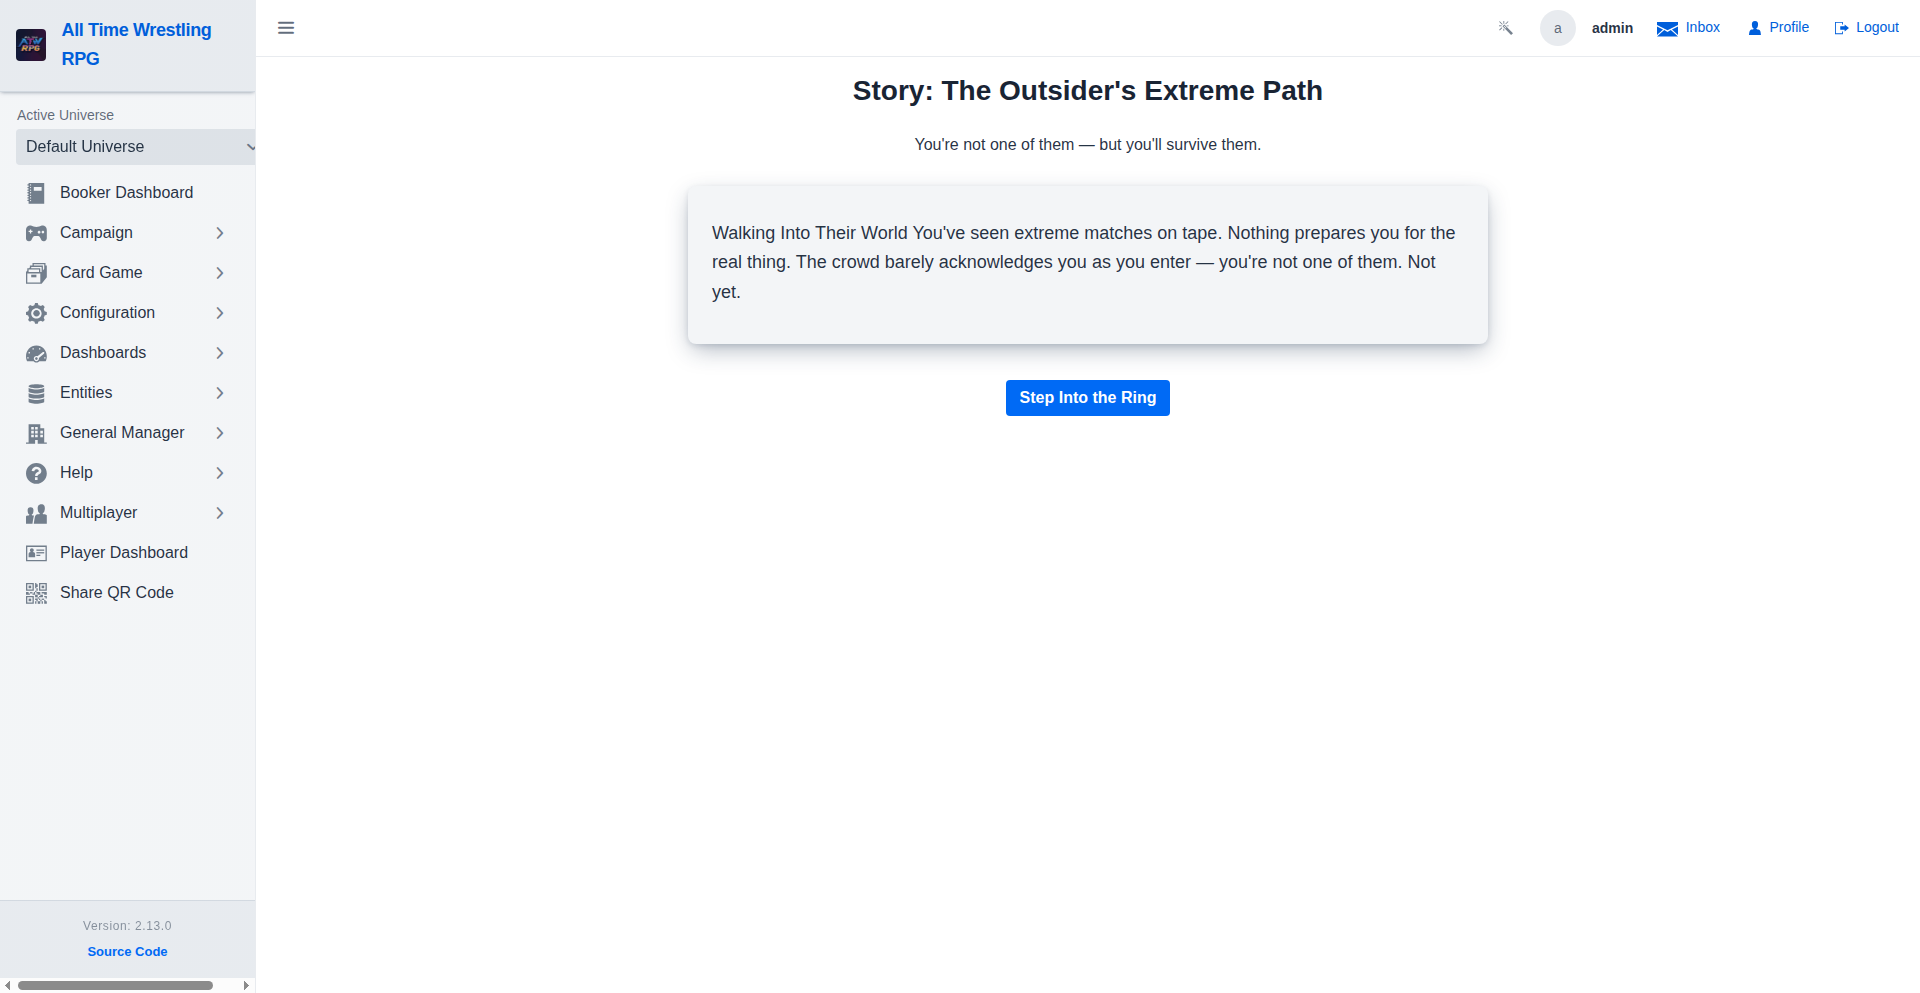 All Time Wrestling
RPG
a
admin
Inbox
Profile
Logout
Active Universe
Default Universe
Booker Dashboard
Campaign
Card Game
Configuration
Dashboards
Entities
General Manager
Help
Multiplayer
Player Dashboard
Share QR Code
Version: 2.13.0
Source Code
Story: The Outsider's Extreme Path
You're not one of them — but you'll survive them.
Walking Into Their World You've seen extreme matches on tape. Nothing prepares you for the
real thing. The crowd barely acknowledges you as you enter — you're not one of them. Not
yet.
Step Into the Ring